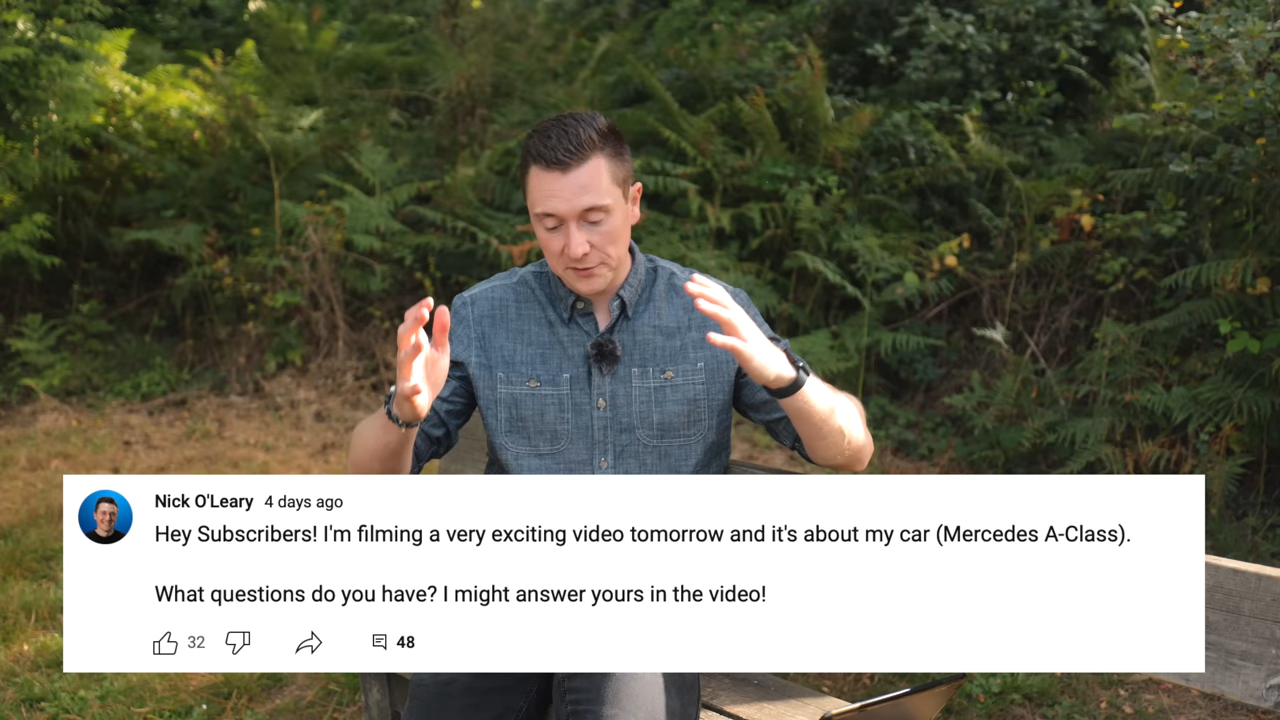 Nick O'Leary 4 days ago
Hey Subscribers! I'm filming a very exciting video tomorrow and it's about my car (Mercedes A-Class).
What questions do you have? I might answer yours in the video!
32 48